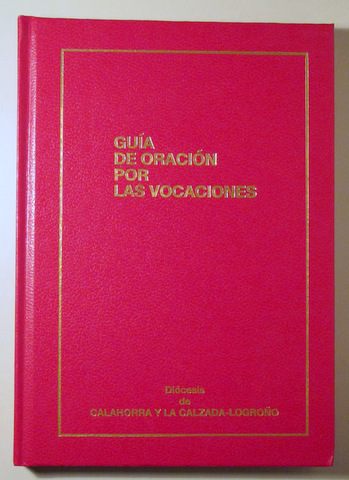 GUÍA
DE ORACIÓN
POR
LAS VOCACIONES
Diócesis
de
CALAHORRA Y LA CALZADA-LOGROÑO